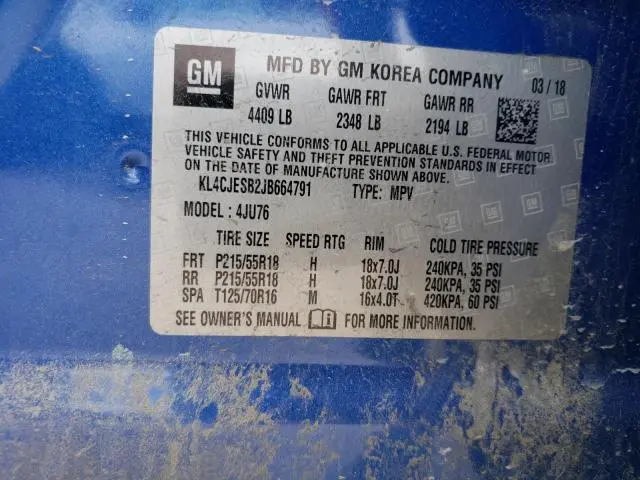 GM MFD BY GM KOREA COMPANY 03 / 18
GVWR GAWR FRT GAWR RR
4409 LB 2348 LB 2194 LB
THIS VEHICLE CONFORMS TO ALL APPLICABLE U.S. FEDERAL MOTOR
VEHICLE SAFETY AND THEFT PREVENTION STANDARDS IN EFFECT
ON THE DATE OF MANUFACTURE SHOWN ABOVE.
KL4CJESB2JB664791 TYPE: MPV
MODEL: 4JU76
TIRE SIZE SPEED RTG RIM COLD TIRE PRESSURE
FRT P215/55R18 H 18x7.0J 240KPA, 35 PSI
RR P215/55R18 H 18x7.0J 240KPA, 35 PSI
SPA T125/70R16 M 16x4.0T 420KPA, 60 PSI
SEE OWNER'S MANUAL FOR MORE INFORMATION.